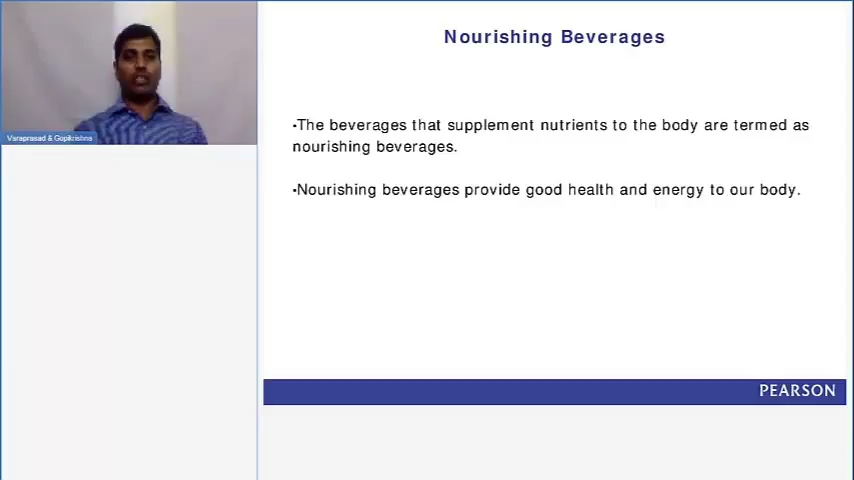 Nourishing Beverages
Varaprasad & Gopikrishna
•The beverages that supplement nutrients to the body are termed as
nourishing beverages.
•Nourishing beverages provide good health and energy to our body.
PEARSON